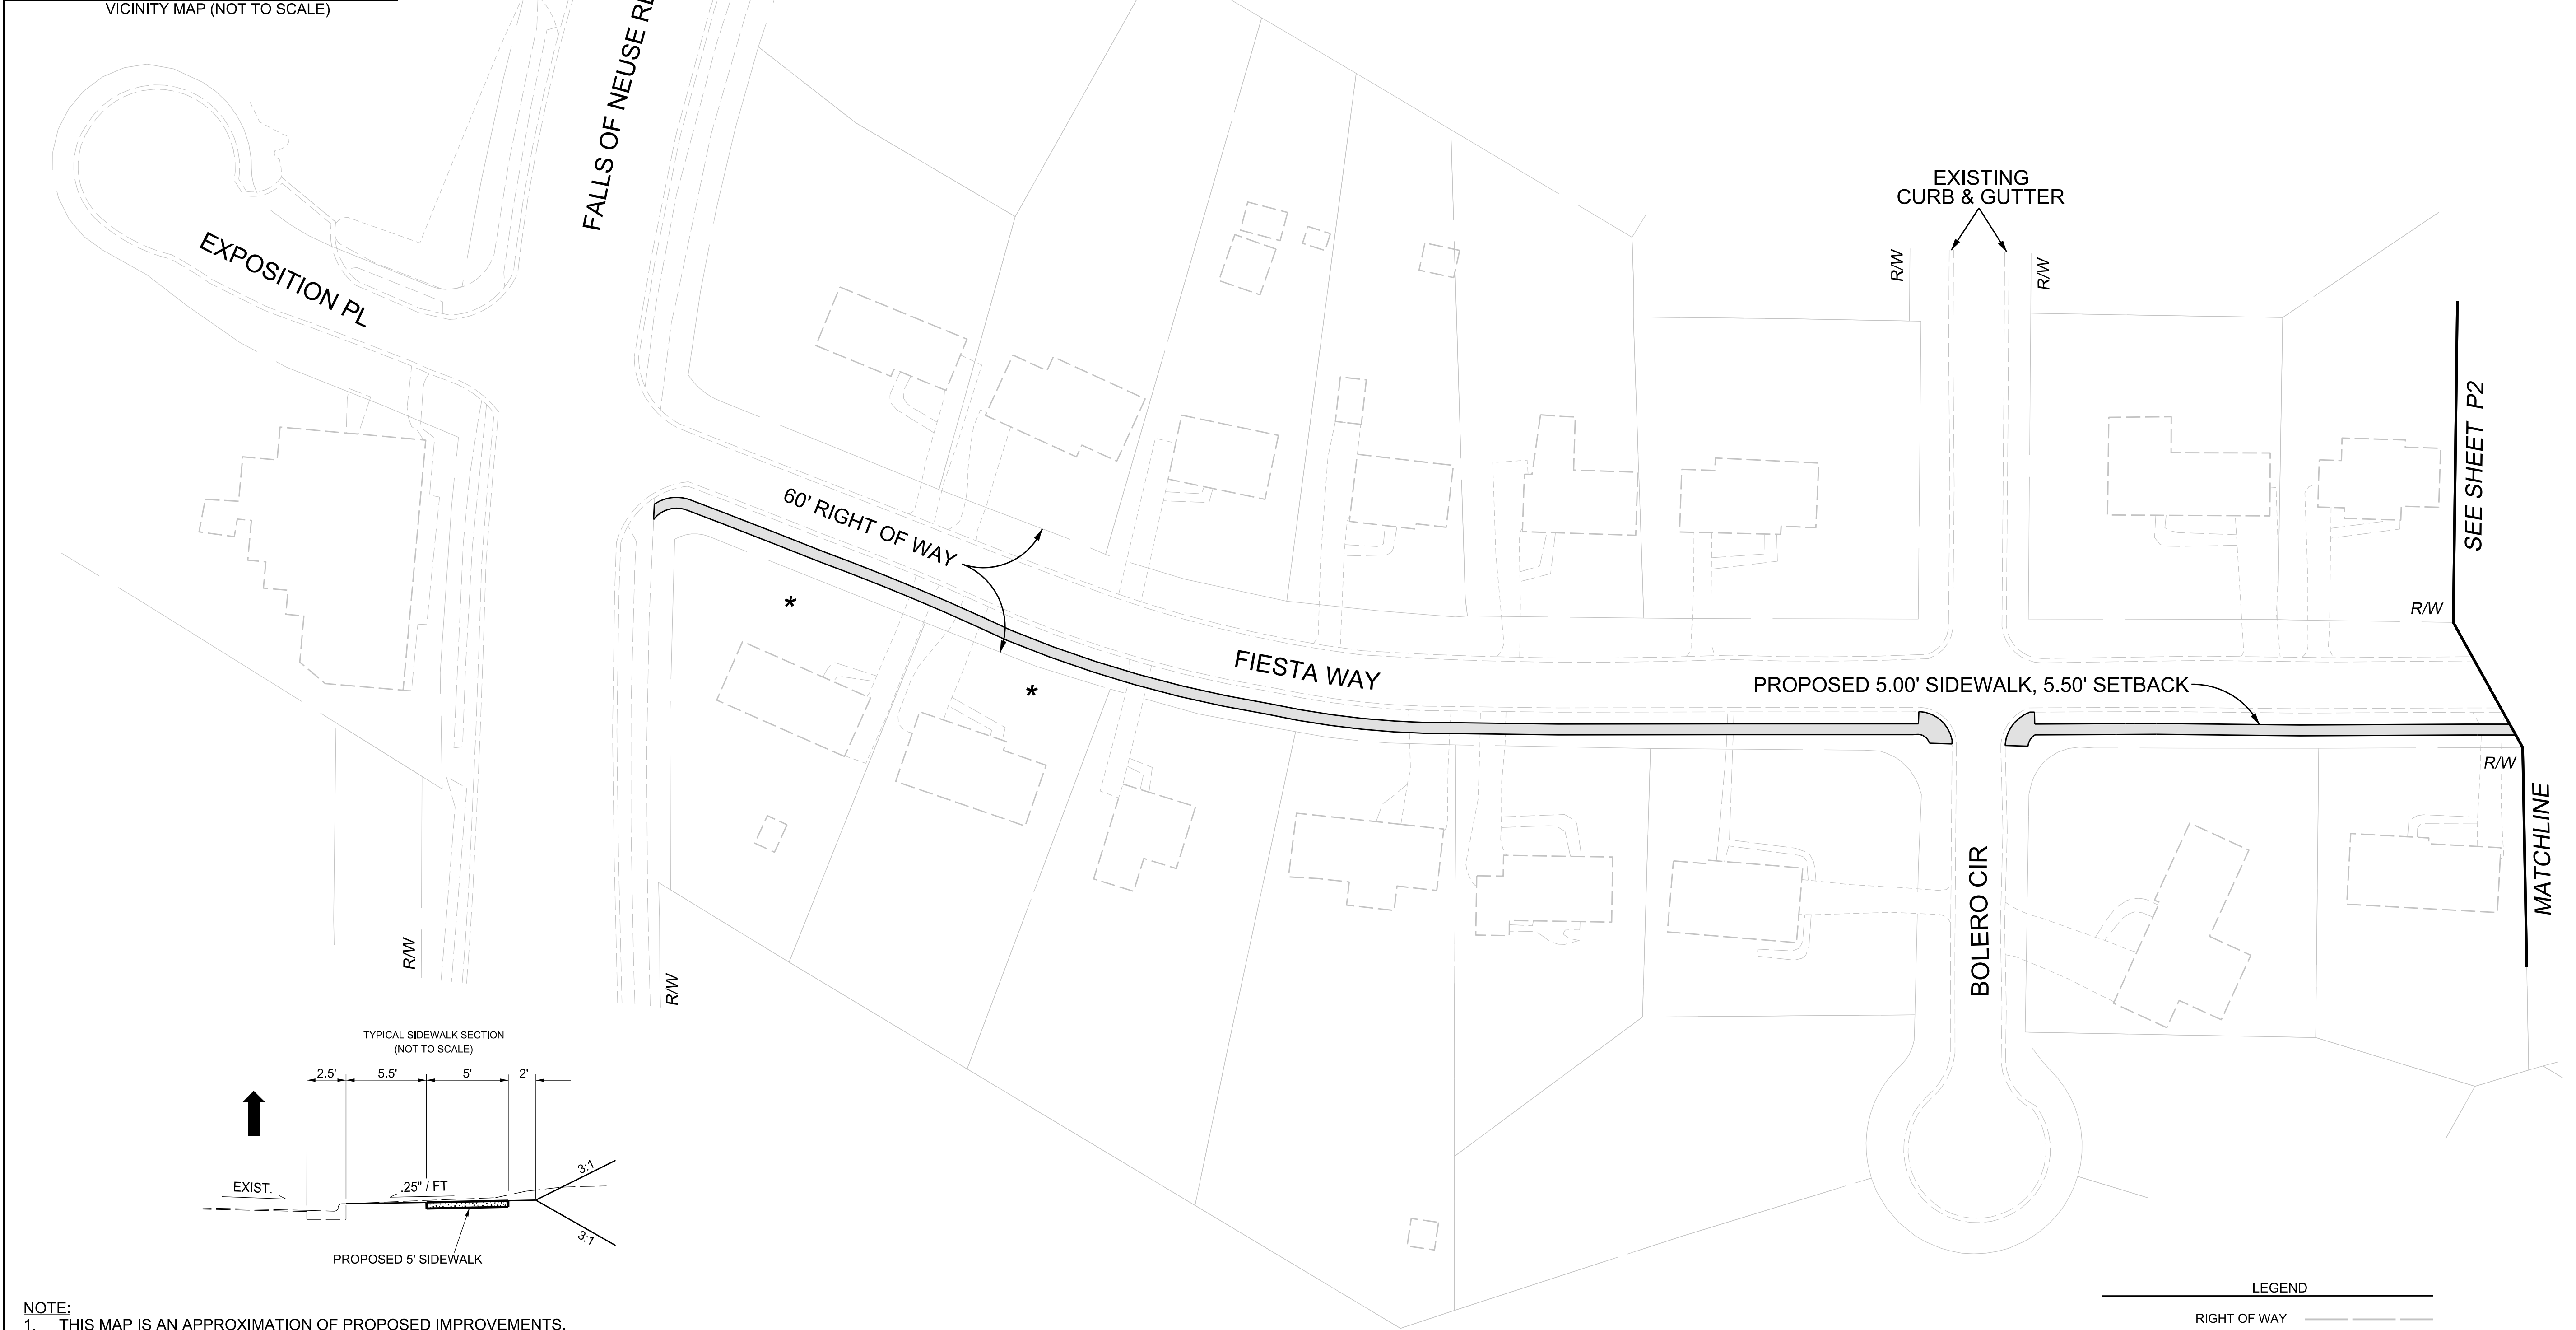 VICINITY MAP (NOT TO SCALE)
FALLS OF NEUSE
EXPOSITION PL
EXISTING
CURB & GUTTER
R/W
R/W
SEE SHEET P2
60' RIGHT OF WAY
*
R/W
FIESTA WAY
*
PROPOSED 5.00' SIDEWALK, 5.50' SETBACK
R/W
MATCHLINE
BOLERO CIR
R/W
R/W
TYPICAL SIDEWALK SECTION
(NOT TO SCALE)
2.5' 5.5' 5' 2'
3:1
EXIST.
.25" / FT
3:1
PROPOSED 5' SIDEWALK
LEGEND
RIGHT OF WAY
NOTE:
1. THIS MAP IS AN APPROXIMATION OF PROPOSED IMPROVEMENTS.